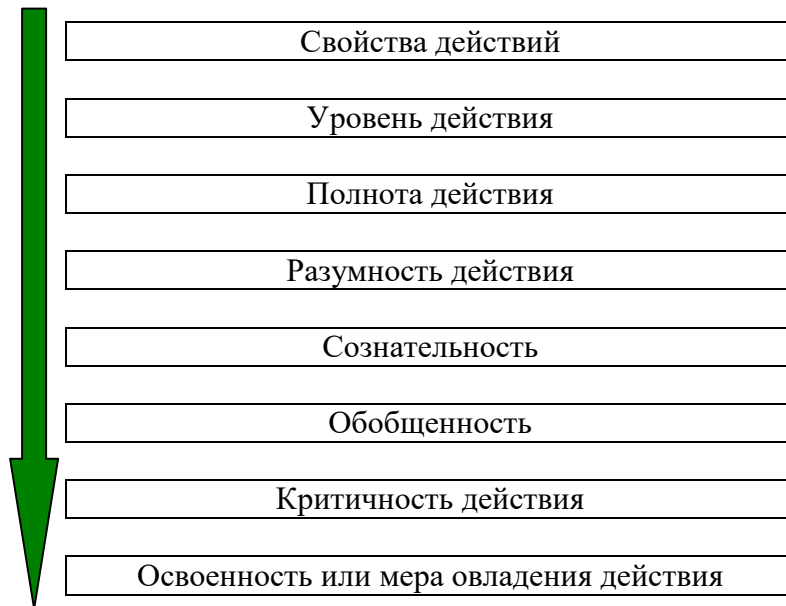 Свойства действий
Уровень действия
Полнота действия
Разумность действия
Сознательность
Обобщенность
Критичность действия
Освоенность или мера овладения действия